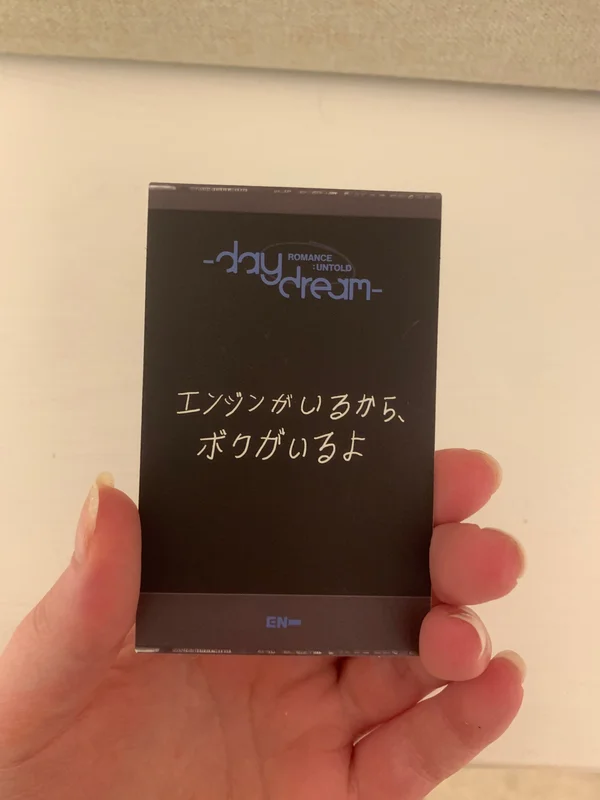 -day
ROMANCE
:UNTOLD
dream-
エンジンがいるから、
ボクがいるよ
EN-